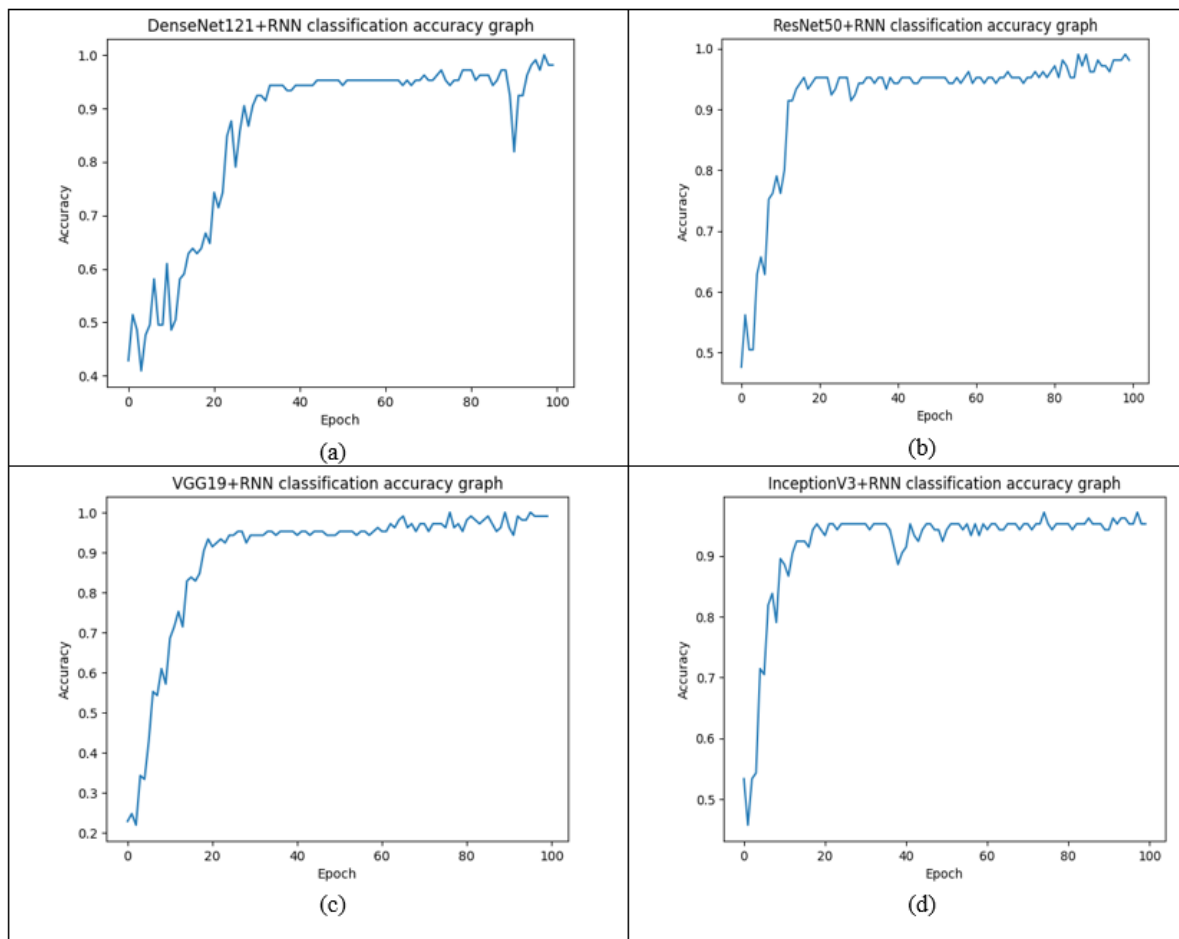 DenseNet121+RNN classification accuracy graph
1.0
0.9
0.8
0.7
0.6
0.5
0.4
Accuracy
0 20 40 60 80 100
Epoch
(a)
ResNet50+RNN classification accuracy graph
1.0
0.9
0.8
0.7
0.6
0.5
Accuracy
0 20 40 60 80 100
Epoch
(b)
VGG19+RNN classification accuracy graph
1.0
0.9
0.8
0.7
0.6
0.5
0.4
0.3
0.2
Accuracy
0 20 40 60 80 100
Epoch
(c)
InceptionV3+RNN classification accuracy graph
0.9
0.8
0.7
0.6
0.5
Accuracy
0 20 40 60 80 100
Epoch
(d)